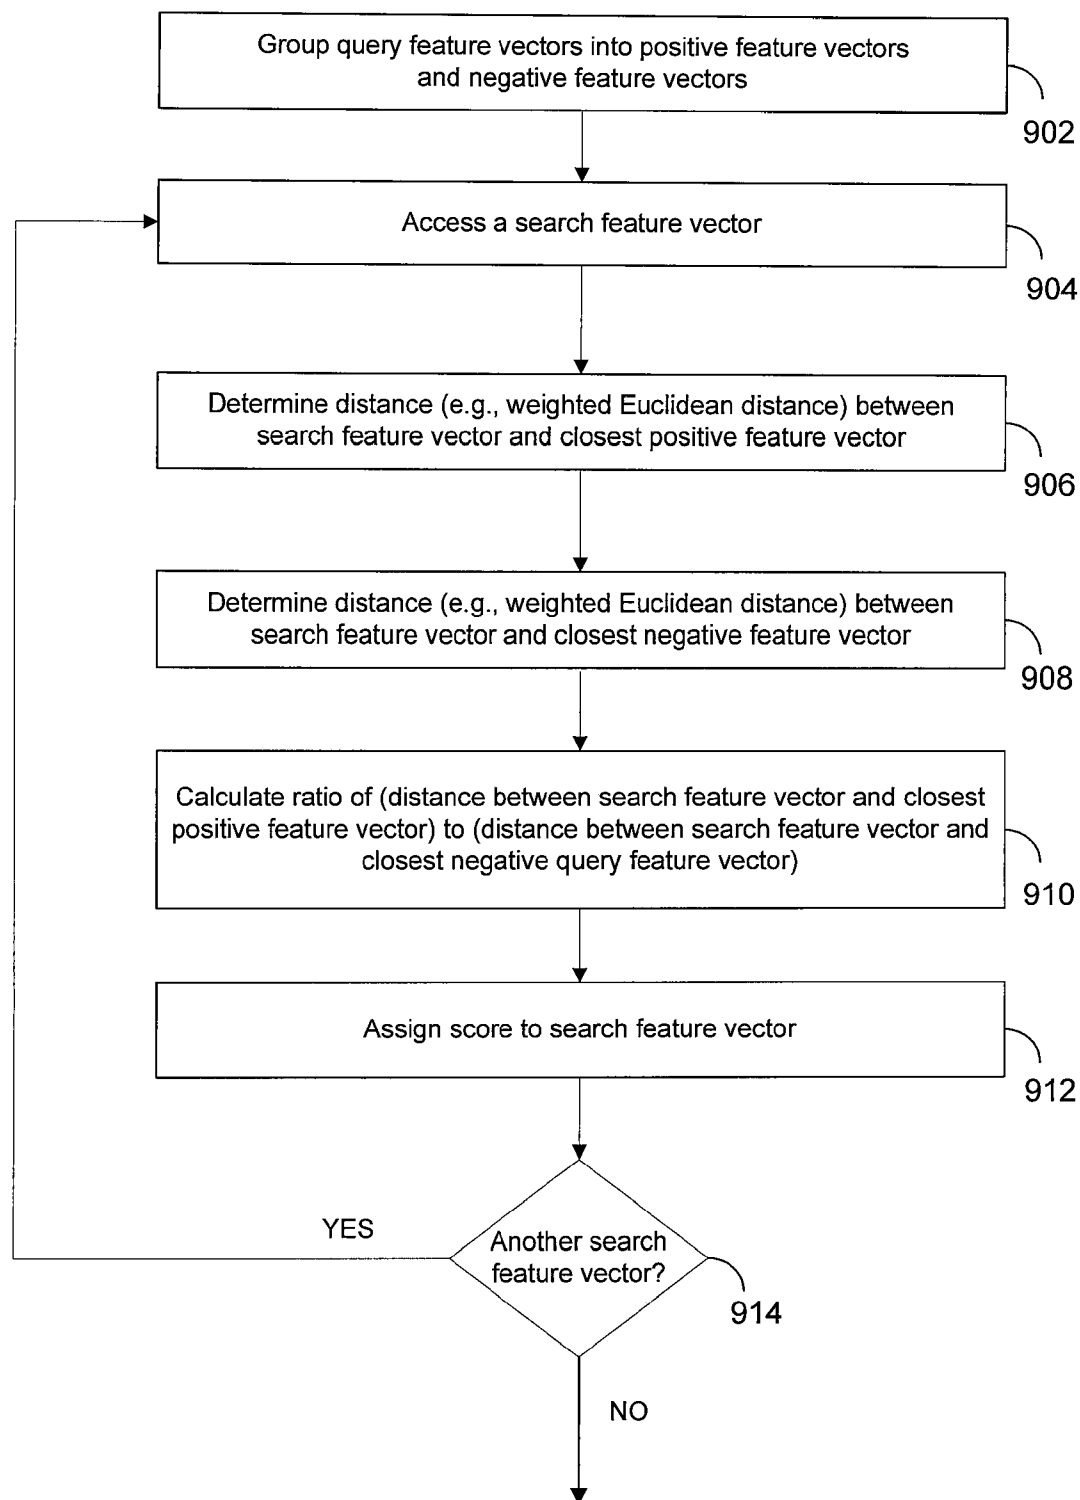 Group query feature vectors into positive feature vectors
and negative feature vectors
902
Access a search feature vector
904
Determine distance (e.g., weighted Euclidean distance) between
search feature vector and closest positive feature vector
906
Determine distance (e.g., weighted Euclidean distance) between
search feature vector and closest negative feature vector
908
Calculate ratio of (distance between search feature vector and closest
positive feature vector) to (distance between search feature vector and
closest negative query feature vector)
910
Assign score to search feature vector
912
YES
Another search
feature vector?
914
NO